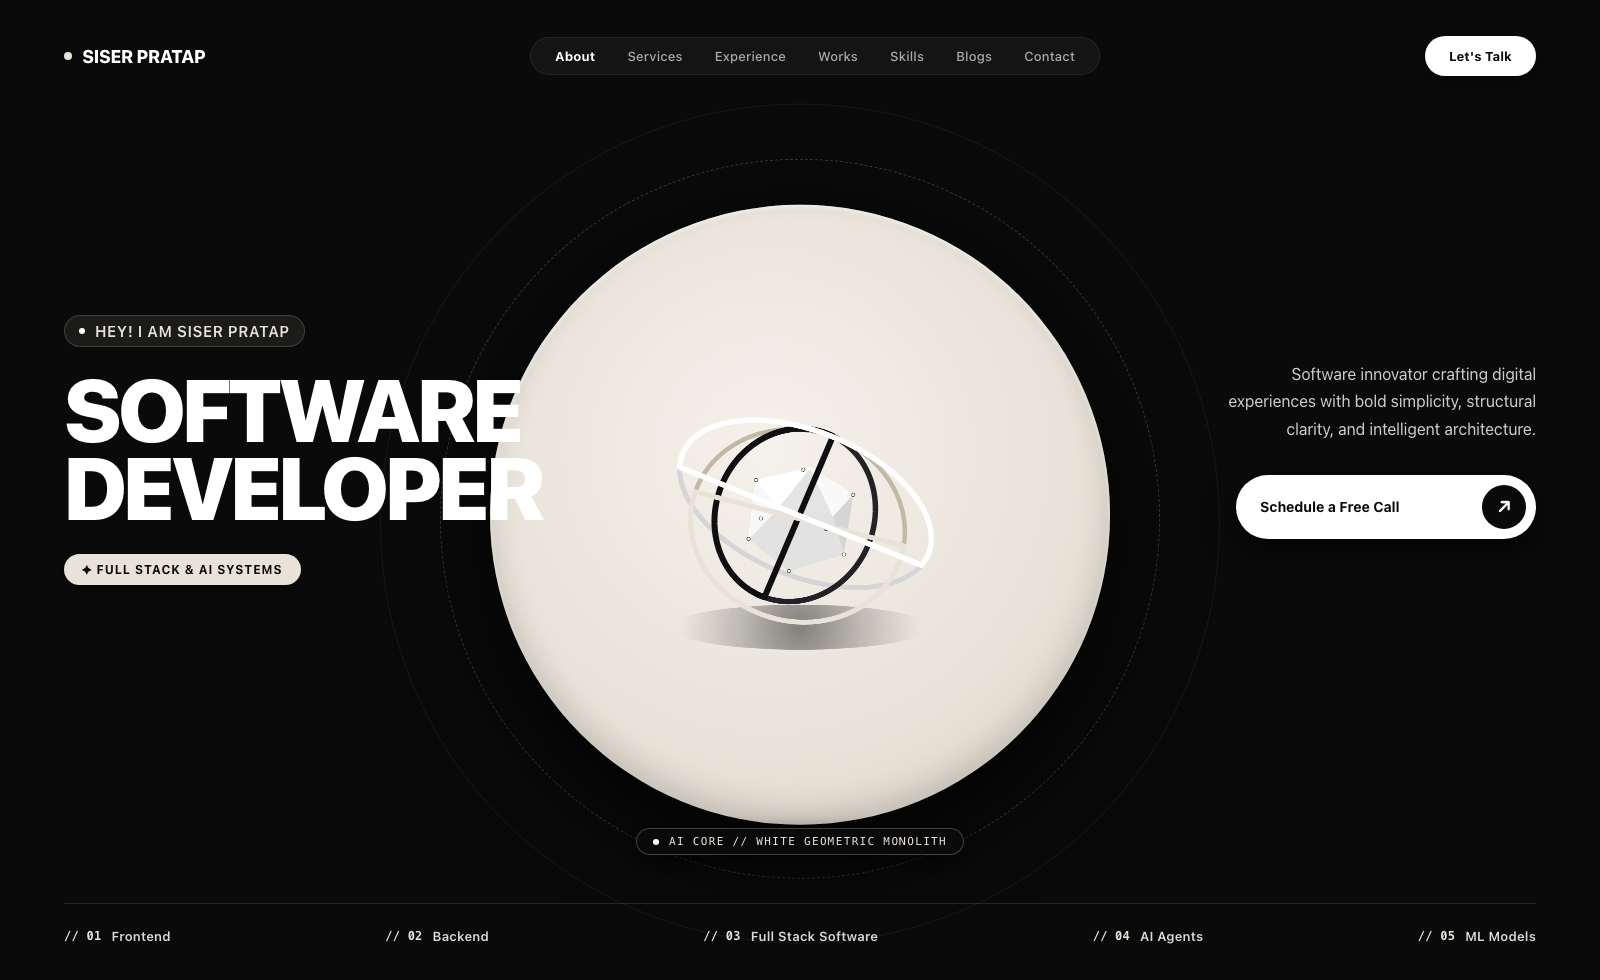 SISER PRATAP
About Services Experience Works Skills Blogs Contact
Let's Talk
HEY! I AM SISER PRATAP
SOFTWARE
DEVELOPER
✦ FULL STACK & AI SYSTEMS
Software innovator crafting digital
experiences with bold simplicity, structural
clarity, and intelligent architecture.
Schedule a Free Call
AI CORE // WHITE GEOMETRIC MONOLITH
// 01 Frontend
// 02 Backend
// 03 Full Stack Software
// 04 AI Agents
// 05 ML Models